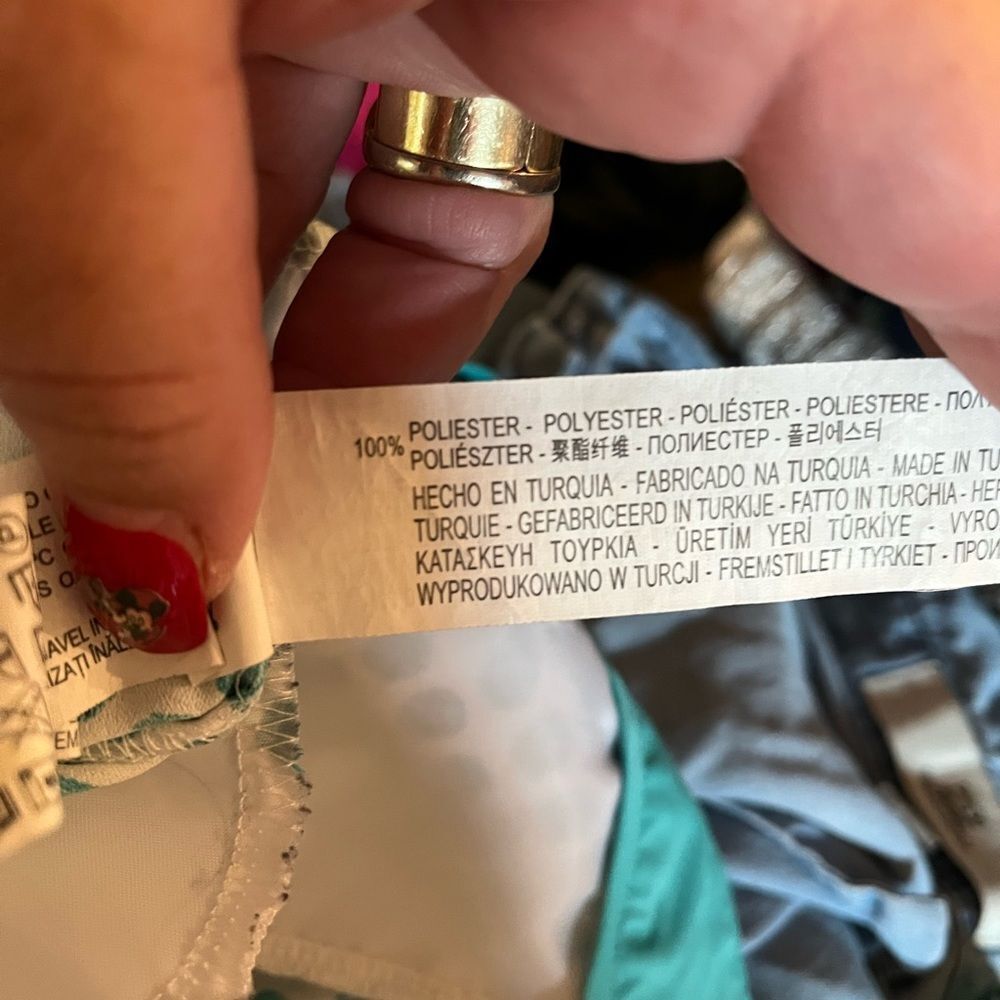 100% POLIESTER - POLYESTER - POLIÉSTER - POLIESTERE -
POLIÉSZTER - 聚酯纤维 - ПОЛИЕСТЕР - 폴리에스터
HECHO EN TURQUIA - FABRICADO NA TURQUIA - MADE IN
TURQUIE - GEFABRICEERD IN TURKIJE - FATTO IN TURCHIA -
ΚΑΤΑΣΚΕΥΗ ΤΟΥΡΚΙΑ - ÜRETİM YERİ TÜRKİYE -
WYPRODUKOWANO W TURCJI - FREMSTILLET I TYRKIET -